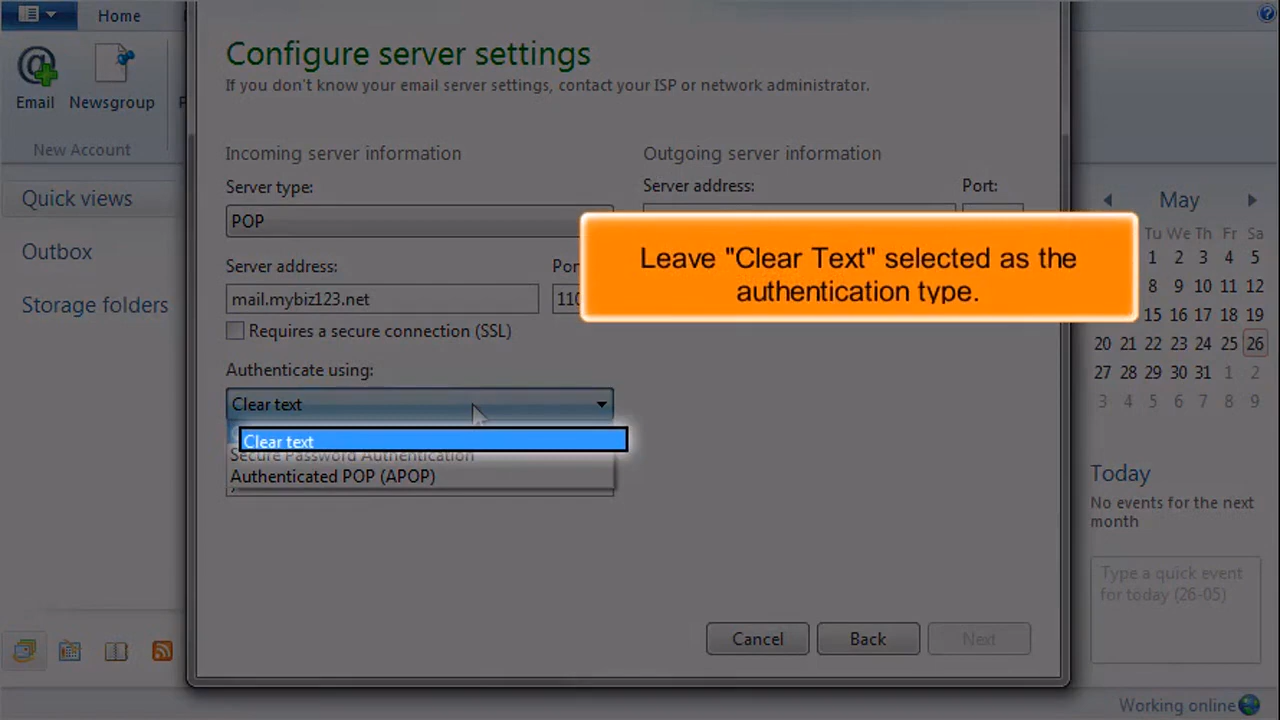 Home
Email
Newsgroup
P
New Account
Quick views
Outbox
Storage folders
Configure server settings
If you don't know your email server settings, contact your ISP or network administrator.
Incoming server information
Server type:
POP
Server address:
Por
mail.mybiz123.net
110
Requires a secure connection (SSL)
Authenticate using:
Clear text
Clear text
Secure Password Authentication
Authenticated POP (APOP)
Outgoing server information
Server address:
Port:
Leave "Clear Text" selected as the
authentication type.
Cancel
Back
Next
May
Tu We Th Fr Sa
1 2 3 4 5
8 9 10 11 12
15 16 17 18 19
20 21 22 23 24 25 26
27 28 29 30 31 1 2
3 4 5 6 7 8 9
Today
No events for the next
month
Type a quick event
for today (26-05)
Working online